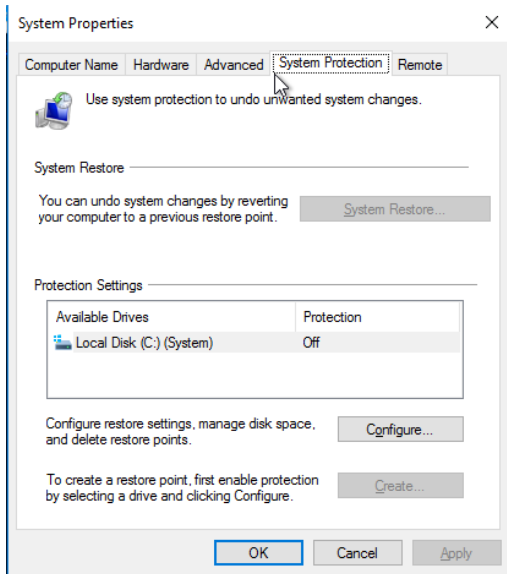 System Properties
Computer Name Hardware Advanced System Protection Remote
Use system protection to undo unwanted system changes.
System Restore
You can undo system changes by reverting
your computer to a previous restore point.
System Restore...
Protection Settings
Available Drives Protection
Local Disk (C:) (System) Off
Configure restore settings, manage disk space,
and delete restore points.
Configure...
To create a restore point, first enable protection
by selecting a drive and clicking Configure.
Create...
OK Cancel Apply